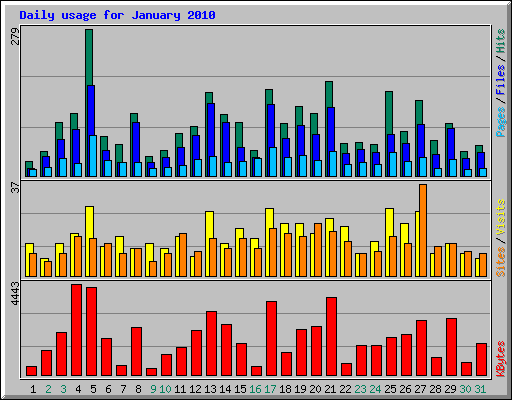 Daily usage for January 2010
279
Pages / Files / Hits
37
Sites / Visits
4443
KBytes
1 2 3 4 5 6 7 8 9 10 11 12 13 14 15 16 17 18 19 20 21 22 23 24 25 26 27 28 29 30 31